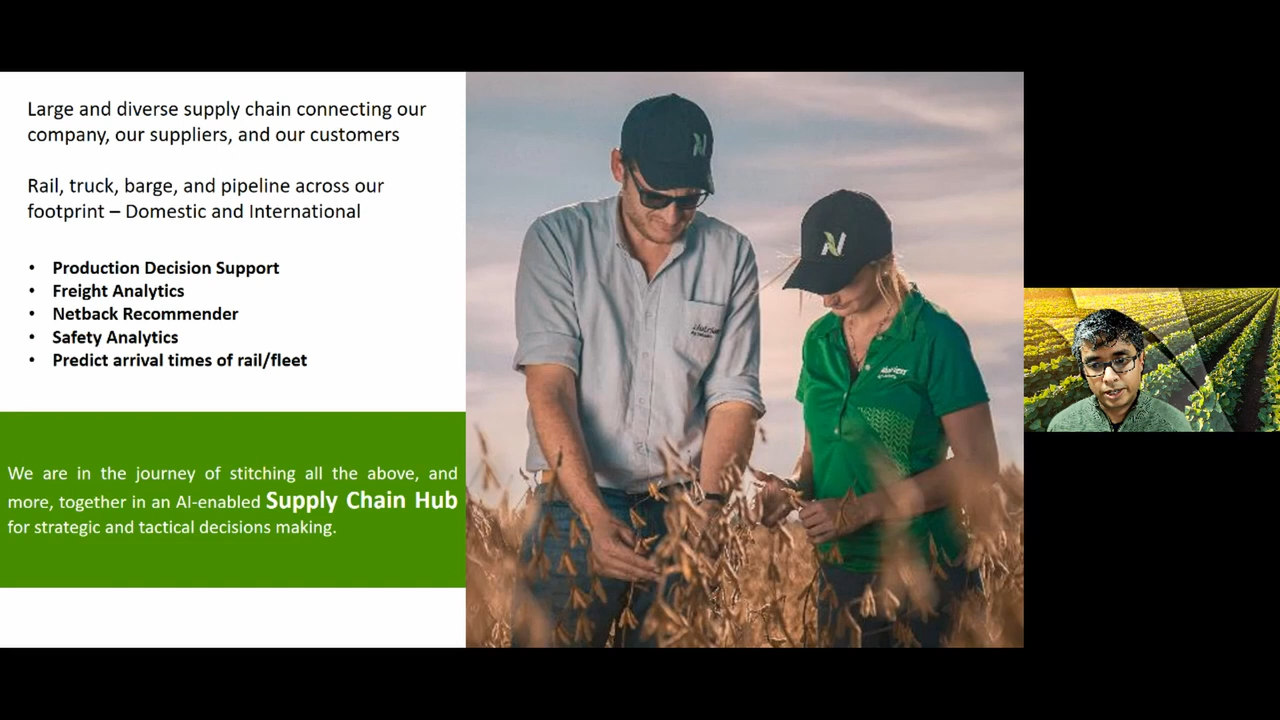 Large and diverse supply chain connecting our
company, our suppliers, and our customers
Rail, truck, barge, and pipeline across our
footprint – Domestic and International
• Production Decision Support
• Freight Analytics
• Netback Recommender
• Safety Analytics
• Predict arrival times of rail/fleet
We are in the journey of stitching all the above, and
more, together in an AI-enabled Supply Chain Hub
for strategic and tactical decisions making.